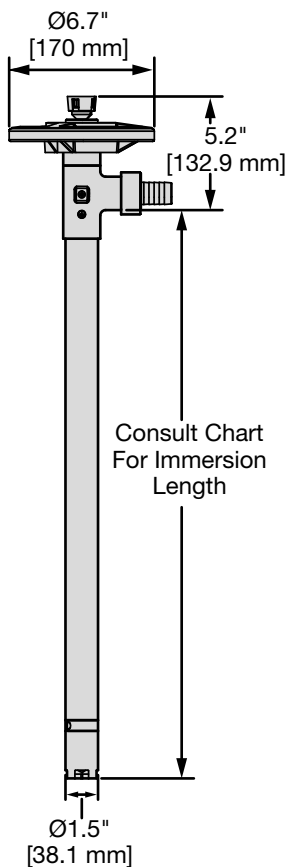 Ø6.7"
[170 mm]
5.2"
[132.9 mm]
Consult Chart
For Immersion
Length
Ø1.5"
[38.1 mm]